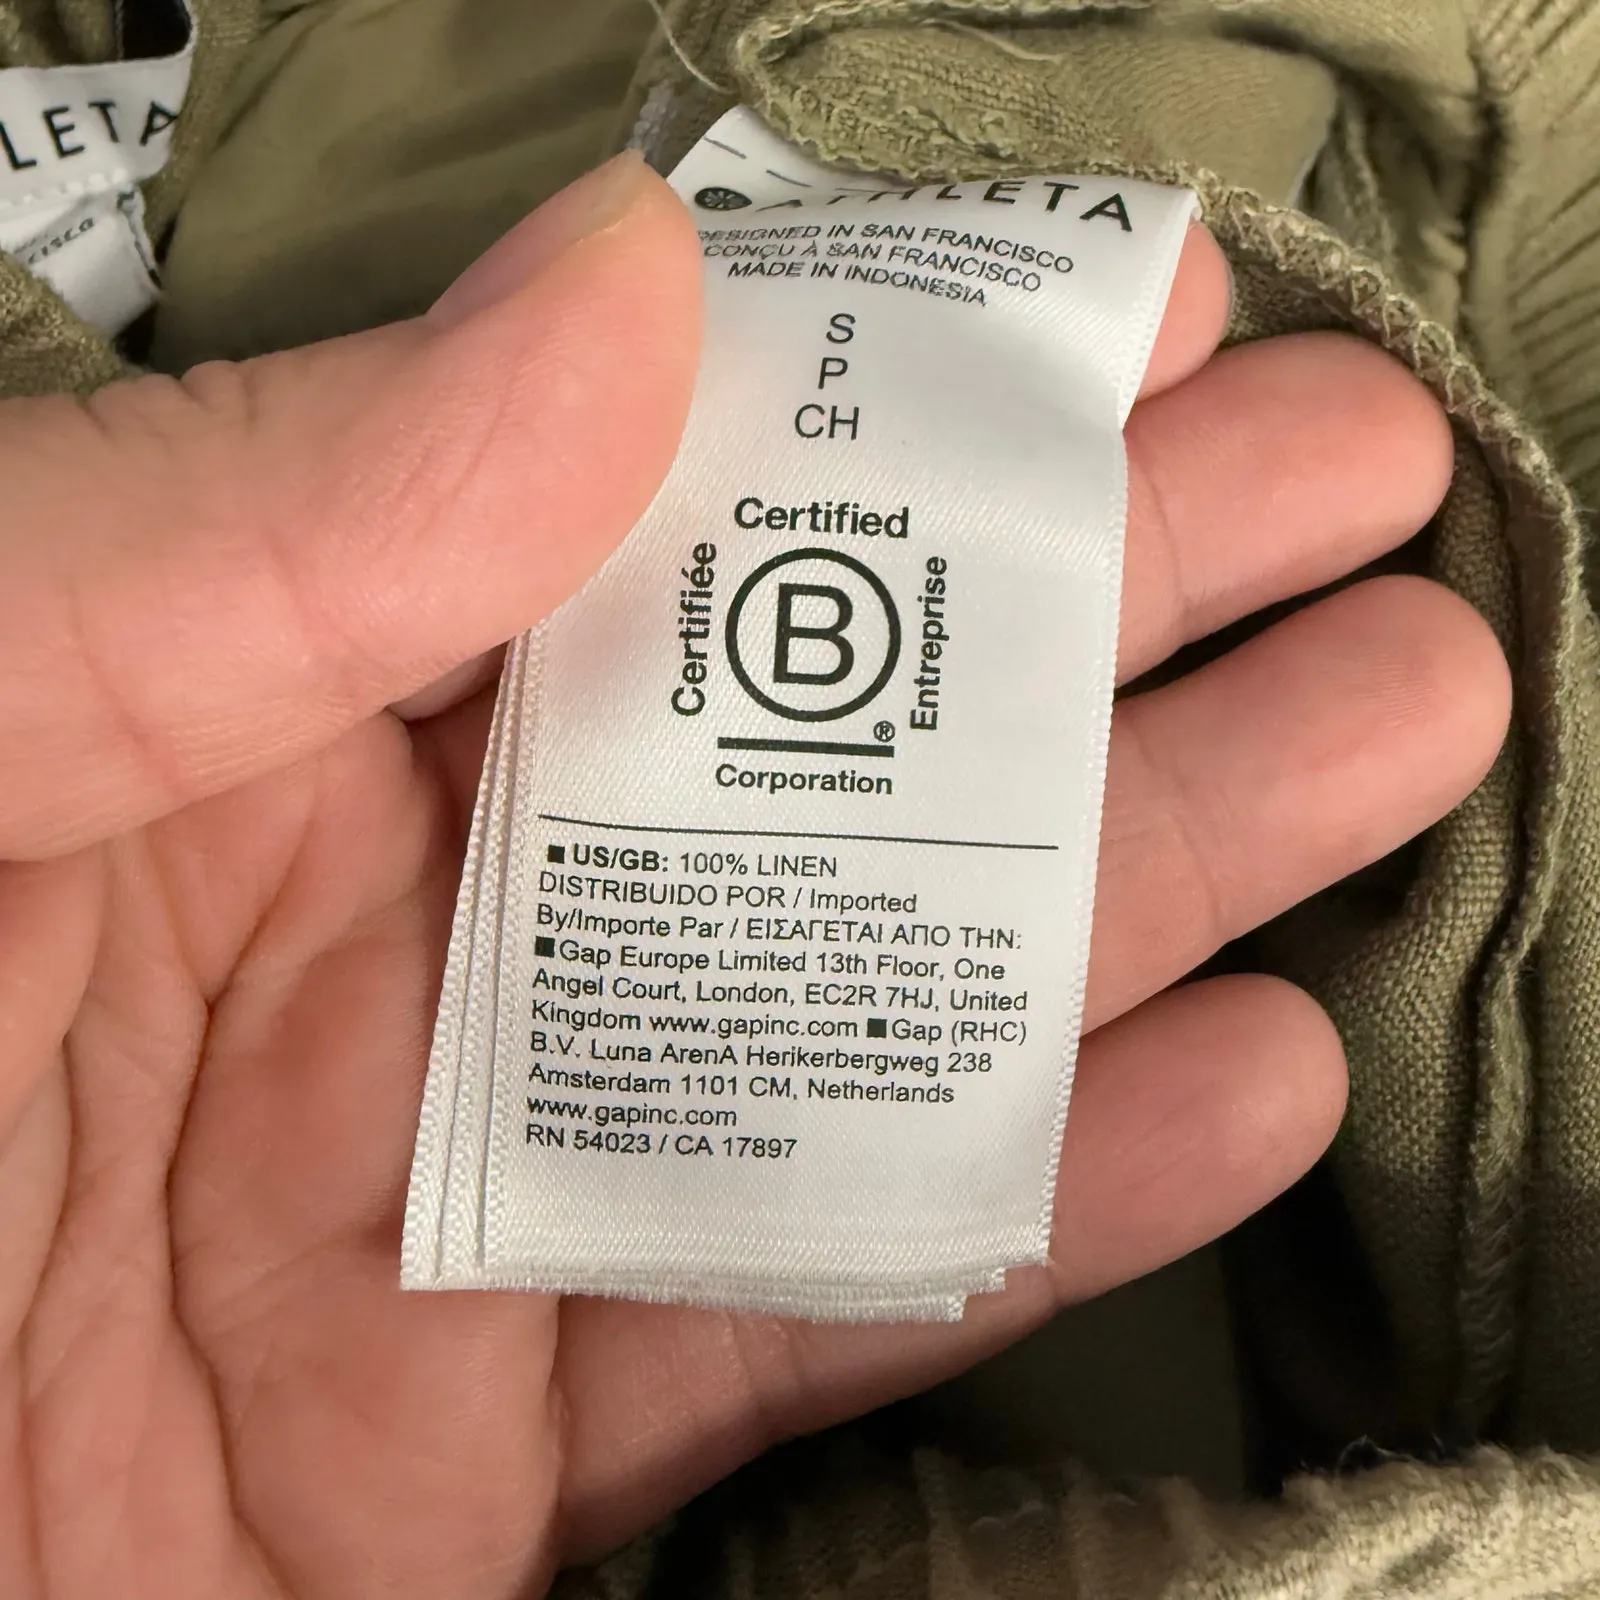 LETA
ATHLETA
DESIGNED IN SAN FRANCISCO
CONÇU À SAN FRANCISCO
MADE IN INDONESIA
S
P
CH
Certified
Certifiée
B
Entreprise
®
Corporation
■ US/GB: 100% LINEN
DISTRIBUIDO POR / Imported
By/Importe Par / ΕΙΣΑΓΕΤΑΙ ΑΠΟ ΤΗΝ:
■ Gap Europe Limited 13th Floor, One
Angel Court, London, EC2R 7HJ, United
Kingdom www.gapinc.com ■ Gap (RHC)
B.V. Luna ArenA Herikerbergweg 238
Amsterdam 1101 CM, Netherlands
www.gapinc.com
RN 54023 / CA 17897